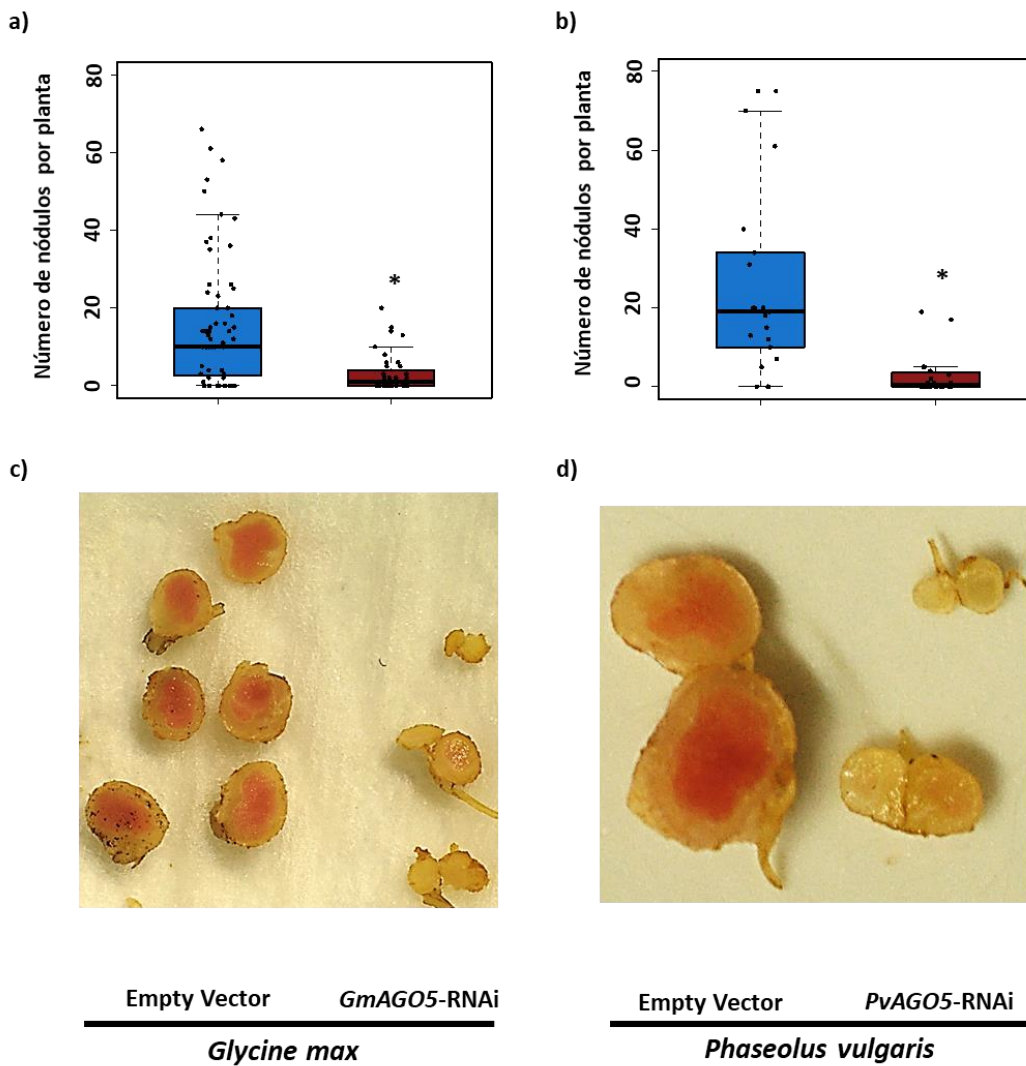 a)
b)
Número de nódulos por planta
80
60
40
20
0
*
Número de nódulos por planta
80
60
40
20
0
*
c)
d)
Empty Vector GmAGO5-RNAi
Glycine max
Empty Vector PvAGO5-RNAi
Phaseolus vulgaris